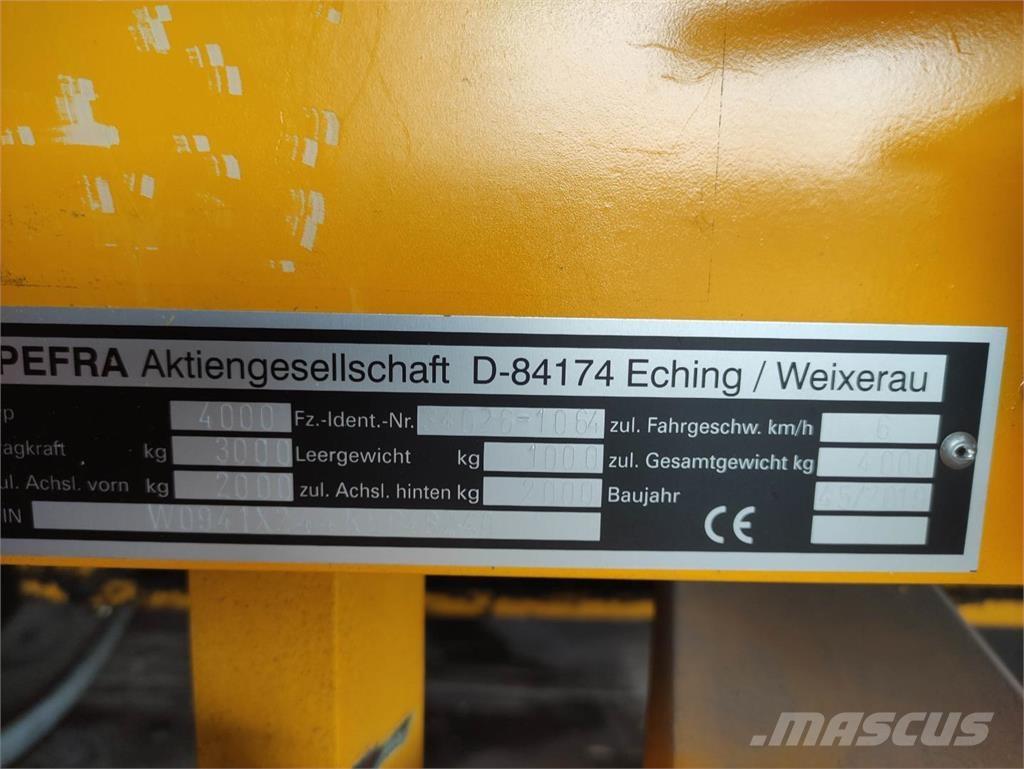 PEFRA Aktiengesellschaft D-84174 Eching / Weixerau
4000 Fz.-Ident.-Nr. zul. Fahrgeschw. km/h 6
kg 3000 Leergewicht kg 1000 zul. Gesamtgewicht kg 4000
vorn kg 2000 zul. Achsl. hinten kg 2000 Baujahr
CE
MASCUS